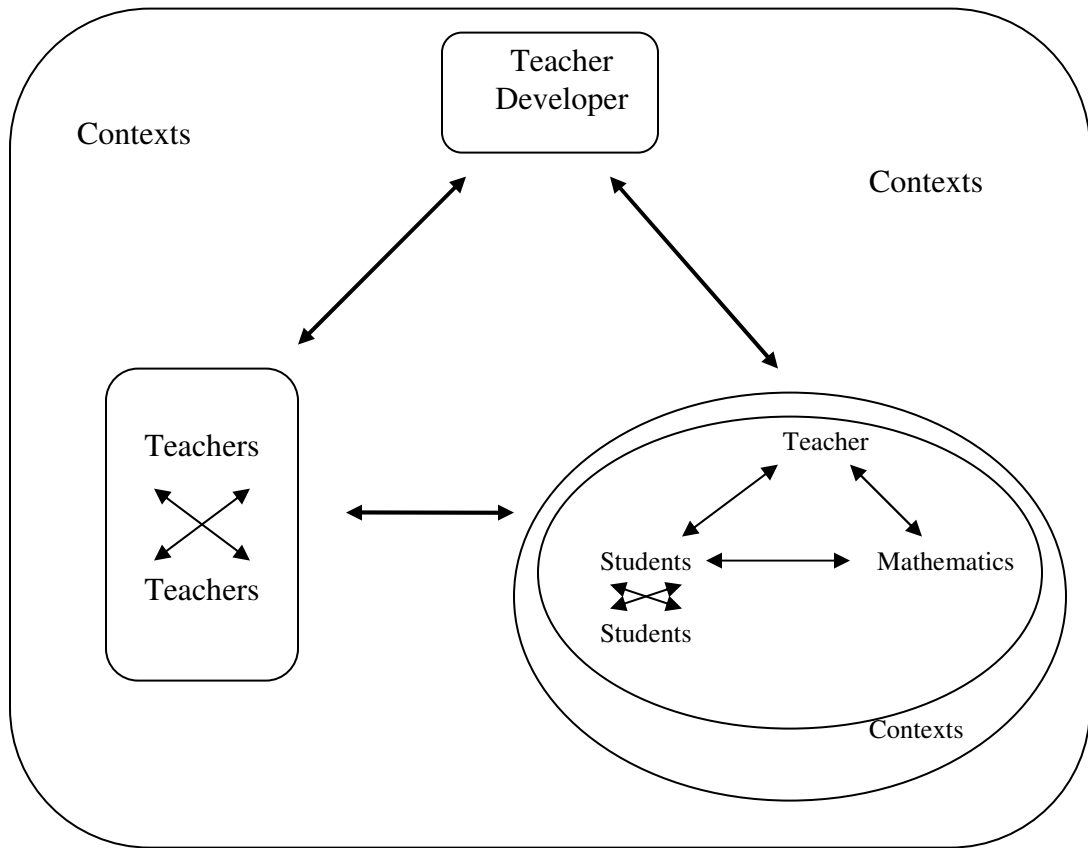 Teacher
Developer
Contexts
Contexts
Teachers
Teachers
Teacher
Students
Mathematics
Students
Contexts